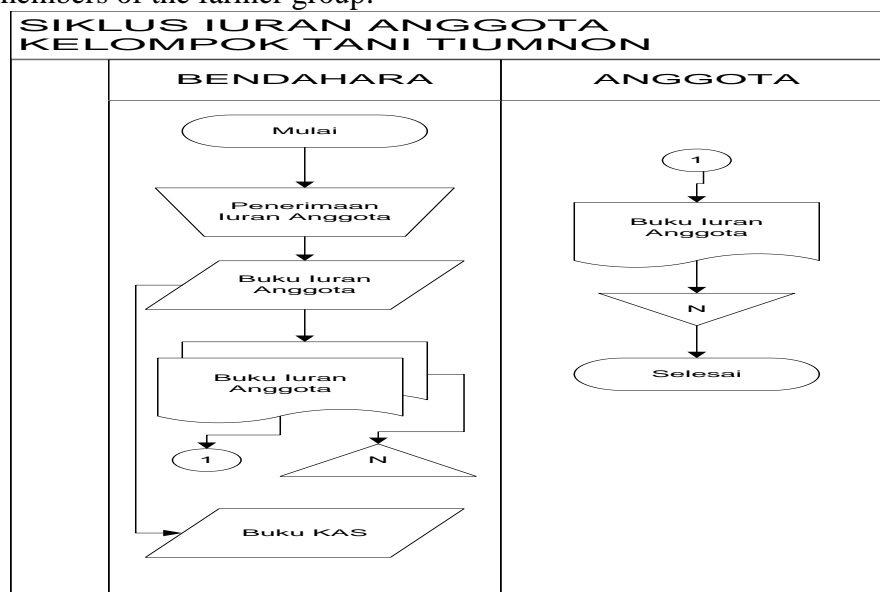 members of the farmer group.
SIKLUS IURAN ANGGOTA
KELOMPOK TANI TIUMNON
BENDAHARA
ANGGOTA
Mulai
Penerimaan
Iuran Anggota
Buku Iuran
Anggota
Buku Iuran
Anggota
1
N
Buku KAS
1
Buku Iuran
Anggota
N
Selesai